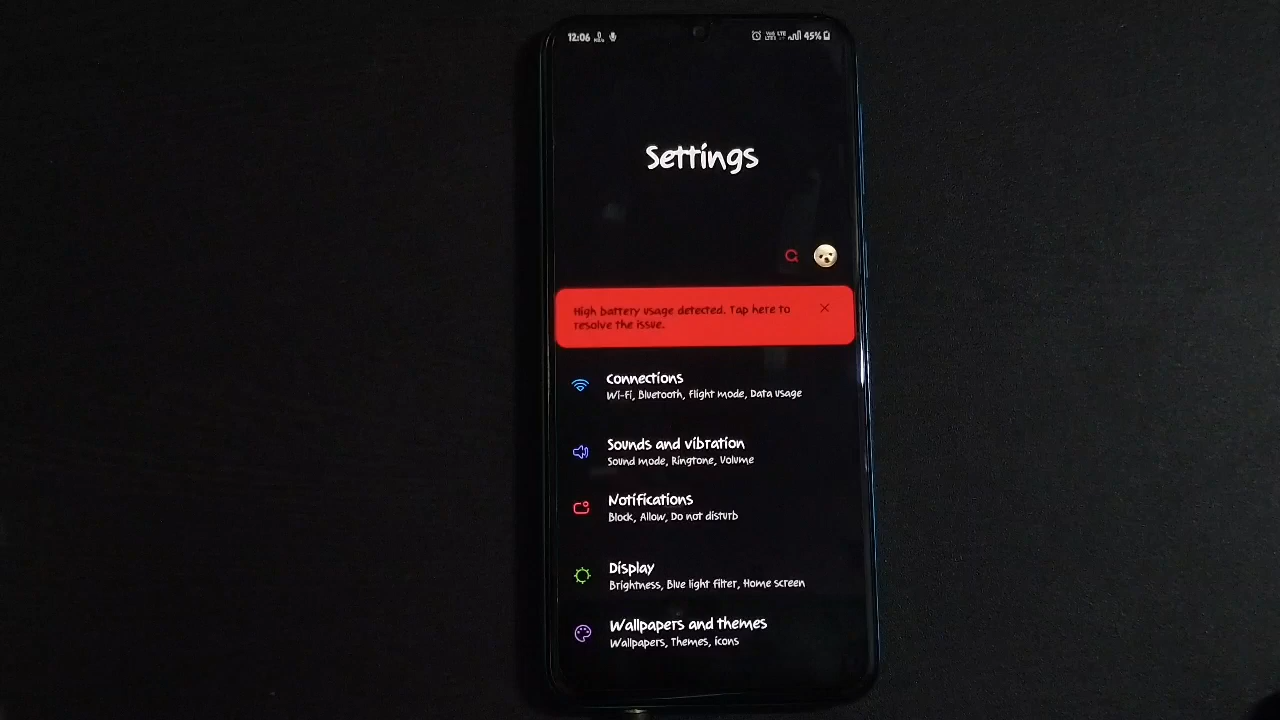 12:06
45%
Settings
High battery usage detected. Tap here to
resolve the issue.
Connections
Wi-Fi, Bluetooth, Flight mode, Data usage
Sounds and vibration
Sound mode, Ringtone, Volume
Notifications
Block, Allow, Do not disturb
Display
Brightness, Blue light filter, Home screen
Wallpapers and themes
Wallpapers, Themes, icons